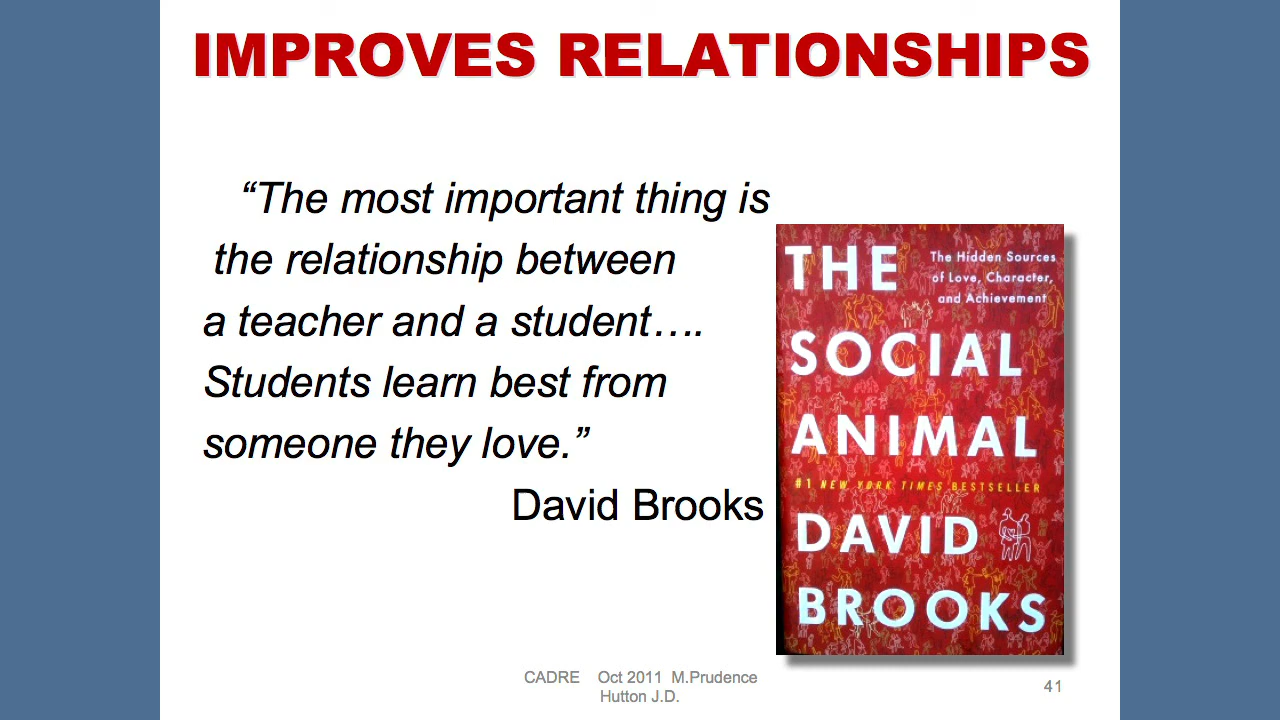 IMPROVES RELATIONSHIPS
“The most important thing is
the relationship between
a teacher and a student….
Students learn best from
someone they love.”
David Brooks
THE
The Hidden Sources
of Love, Character,
and Achievement
SOCIAL
ANIMAL
#1 NEW YORK TIMES BESTSELLER
DAVID
BROOKS
CADRE Oct 2011 M.Prudence
Hutton J.D.
41